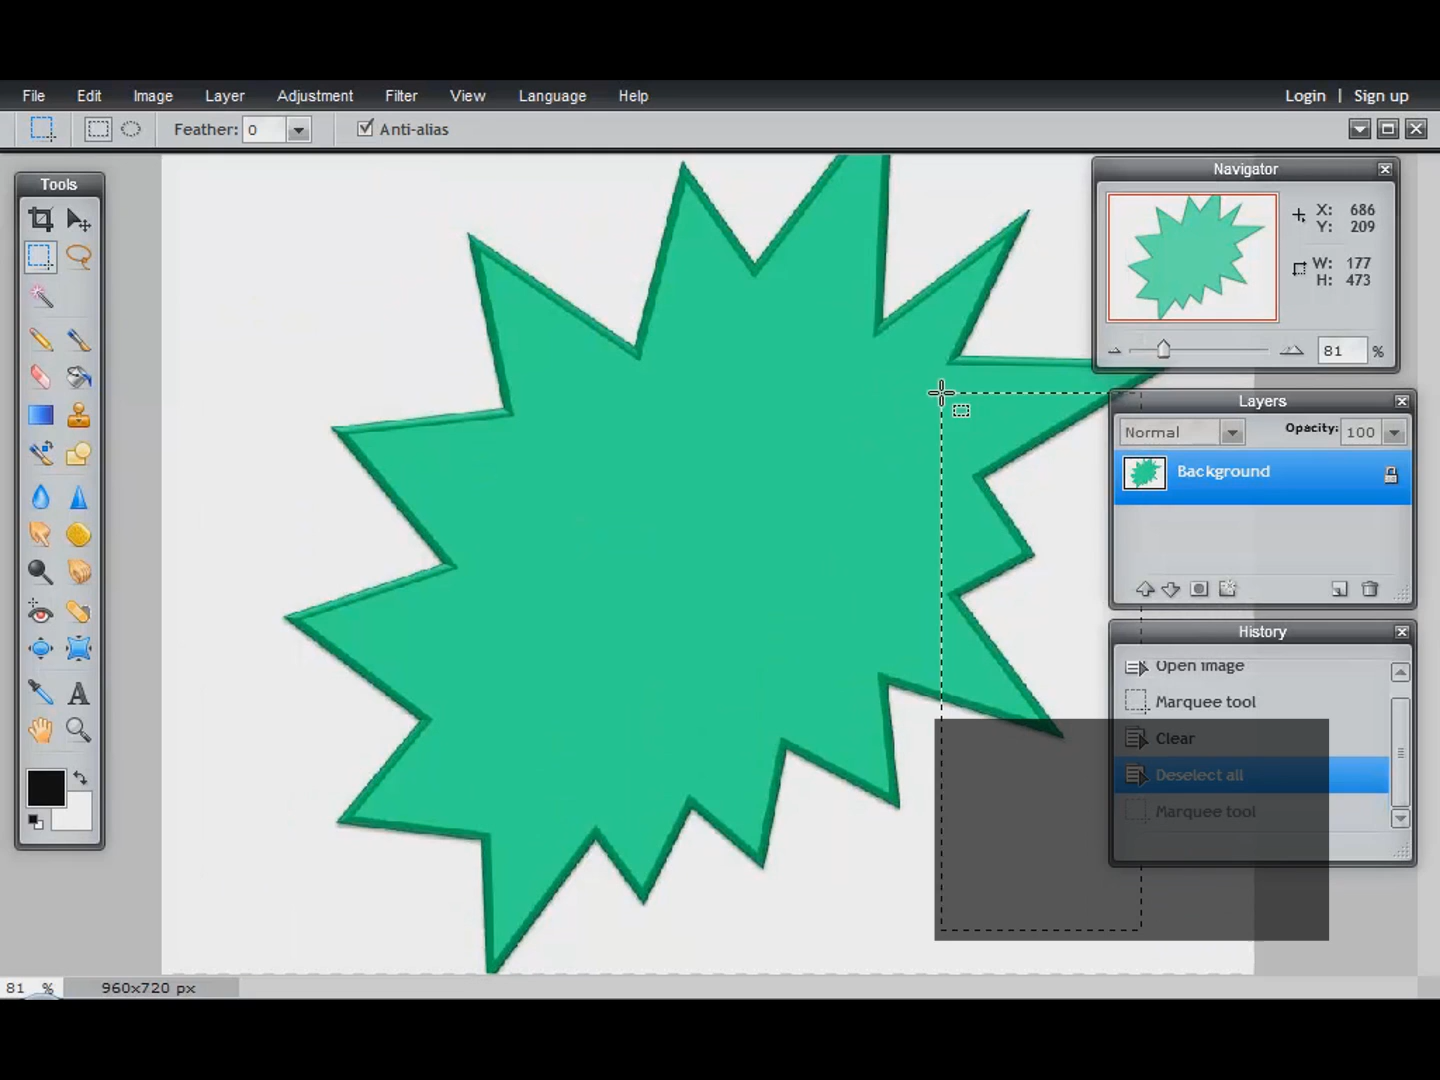 File Edit Image Layer Adjustment Filter View Language Help Login | Sign up
Feather: 0 Anti-alias
Tools
Navigator
X: 686
Y: 209
W: 177
H: 473
81 %
Layers
Normal Opacity: 100
Background
History
Open image
Marquee tool
Clear
Deselect all
Marquee tool
A
81 % 960x720 px